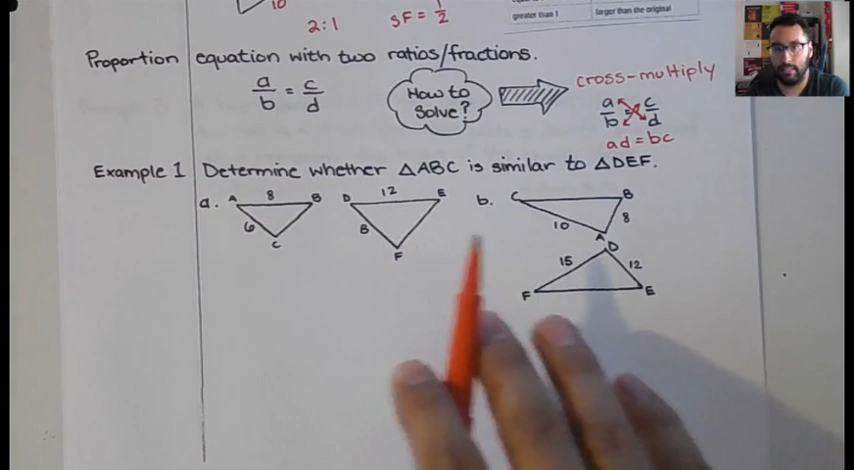 10
2:1
SF = 1/2
greater than 1
larger than the original
Proportion equation with two ratios/fractions.
a/b = c/d
How to Solve?
cross-multiply
a/b = c/d
ad = bc
Example 1 Determine whether △ABC is similar to △DEF.
a.
A 8 B
6
C
D 12 E
8
F
b.
C B
10 8
A
D
15 12
F E